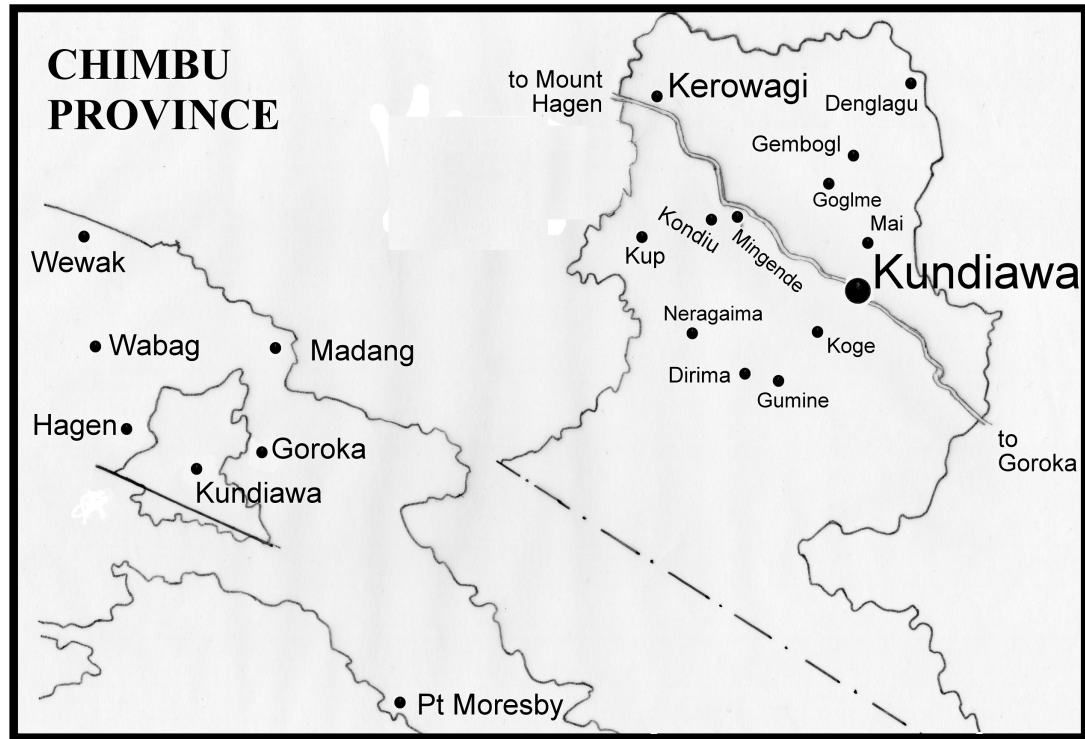 CHIMBU
PROVINCE
to Mount
Hagen
Kerowagi
Denglagu
Gembogl
Goglme
Mai
Kondiu
Mingende
Kup
Kundiawa
Neragaima
Koge
Dirima
Gumine
to
Goroka
Wewak
Wabag
Madang
Hagen
Goroka
Kundiawa
Pt Moresby